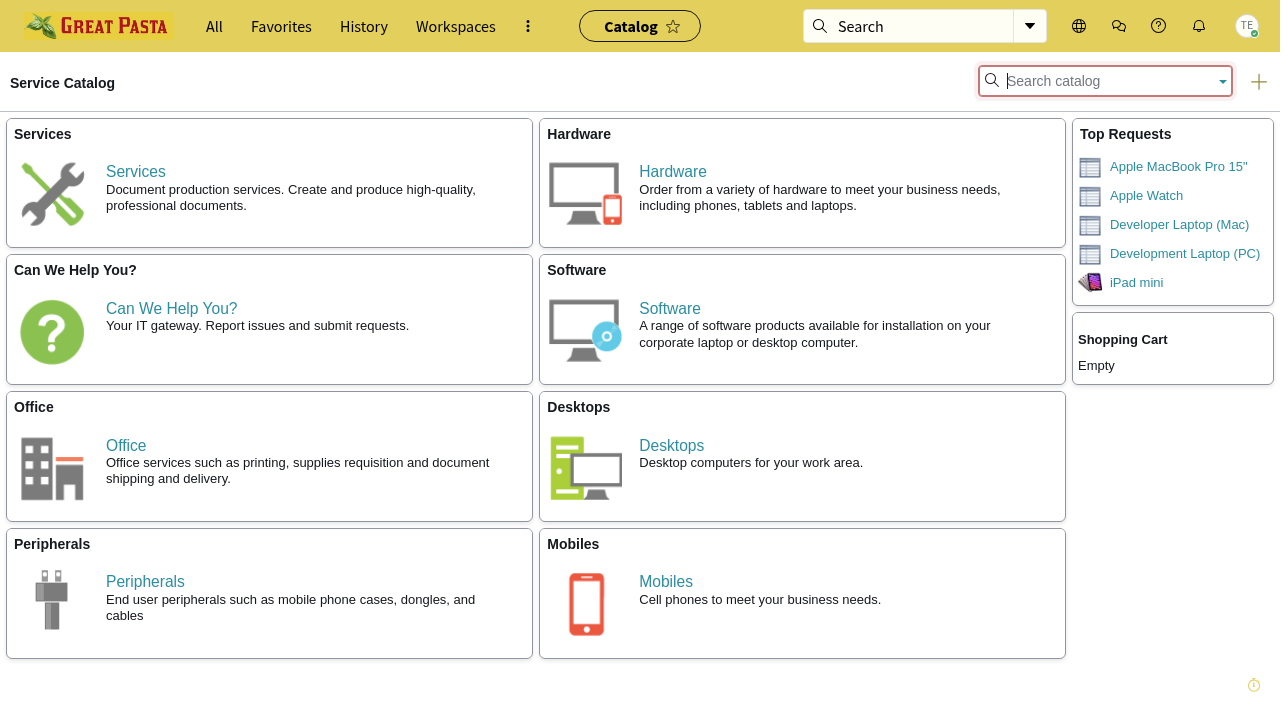 GREAT PASTA
All
Favorites
History
Workspaces
Catalog
Search
TE
Service Catalog
Search catalog
Services
Services
Document production services. Create and produce high-quality,
professional documents.
Hardware
Hardware
Order from a variety of hardware to meet your business needs,
including phones, tablets and laptops.
Can We Help You?
Can We Help You?
Your IT gateway. Report issues and submit requests.
Software
Software
A range of software products available for installation on your
corporate laptop or desktop computer.
Office
Office
Office services such as printing, supplies requisition and document
shipping and delivery.
Desktops
Desktops
Desktop computers for your work area.
Peripherals
Peripherals
End user peripherals such as mobile phone cases, dongles, and
cables
Mobiles
Mobiles
Cell phones to meet your business needs.
Top Requests
Apple MacBook Pro 15"
Apple Watch
Developer Laptop (Mac)
Development Laptop (PC)
iPad mini
Shopping Cart
Empty